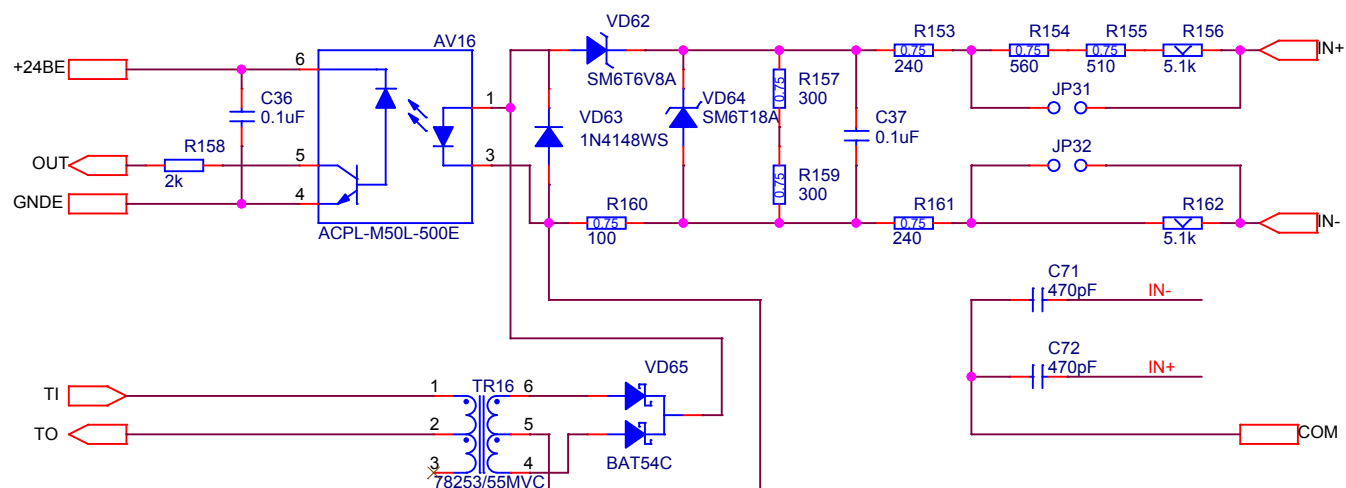 VD62
AV16
R153
R154
R155
R156
+24BE
6
0.75
0.75
0.75
IN+
SM6T6V8A
240
560
510
5.1k
R157
C36
0.1uF
1
0.75
300
JP31
VD63
1N4148WS
VD64
SM6T18A
C37
0.1uF
R158
OUT
5
3
JP32
2k
R159
0.75
300
GNDE
4
R160
R161
R162
0.75
0.75
IN-
ACPL-M50L-500E
100
240
5.1k
C71
470pF
IN-
VD65
C72
470pF
IN+
TI
1
TR16
6
TO
2
5
COM
3
4
BAT54C
78253/55MVC